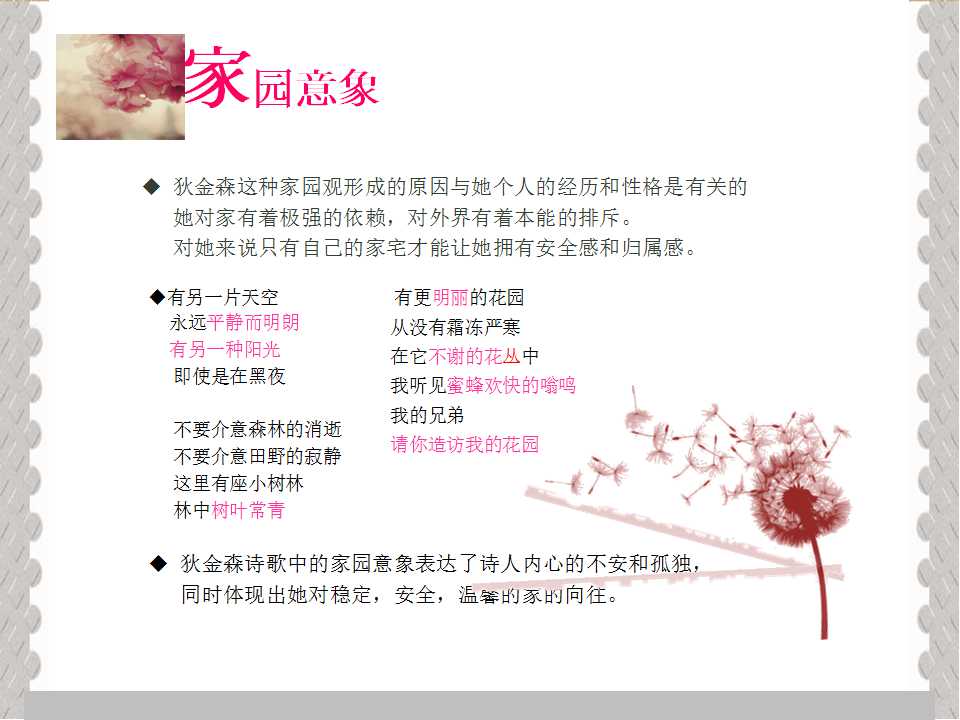 家园意象
◆ 狄金森这种家园观形成的原因与她个人的经历和性格是有关的
她对家有着极强的依赖，对外界有着本能的排斥。
对她来说只有自己的家宅才能让她拥有安全感和归属感。
◆有另一片天空
永远平静而明朗
有另一种阳光
即使是在黑夜
不要介意森林的消逝
不要介意田野的寂静
这里有座小树林
林中树叶常青
有更明丽的花园
从没有霜冻严寒
在它不谢的花丛中
我听见蜜蜂欢快的嗡鸣
我的兄弟
请你造访我的花园
◆ 狄金森诗歌中的家园意象表达了诗人内心的不安和孤独，
同时体现出她对稳定，安全，温馨的家的向往。